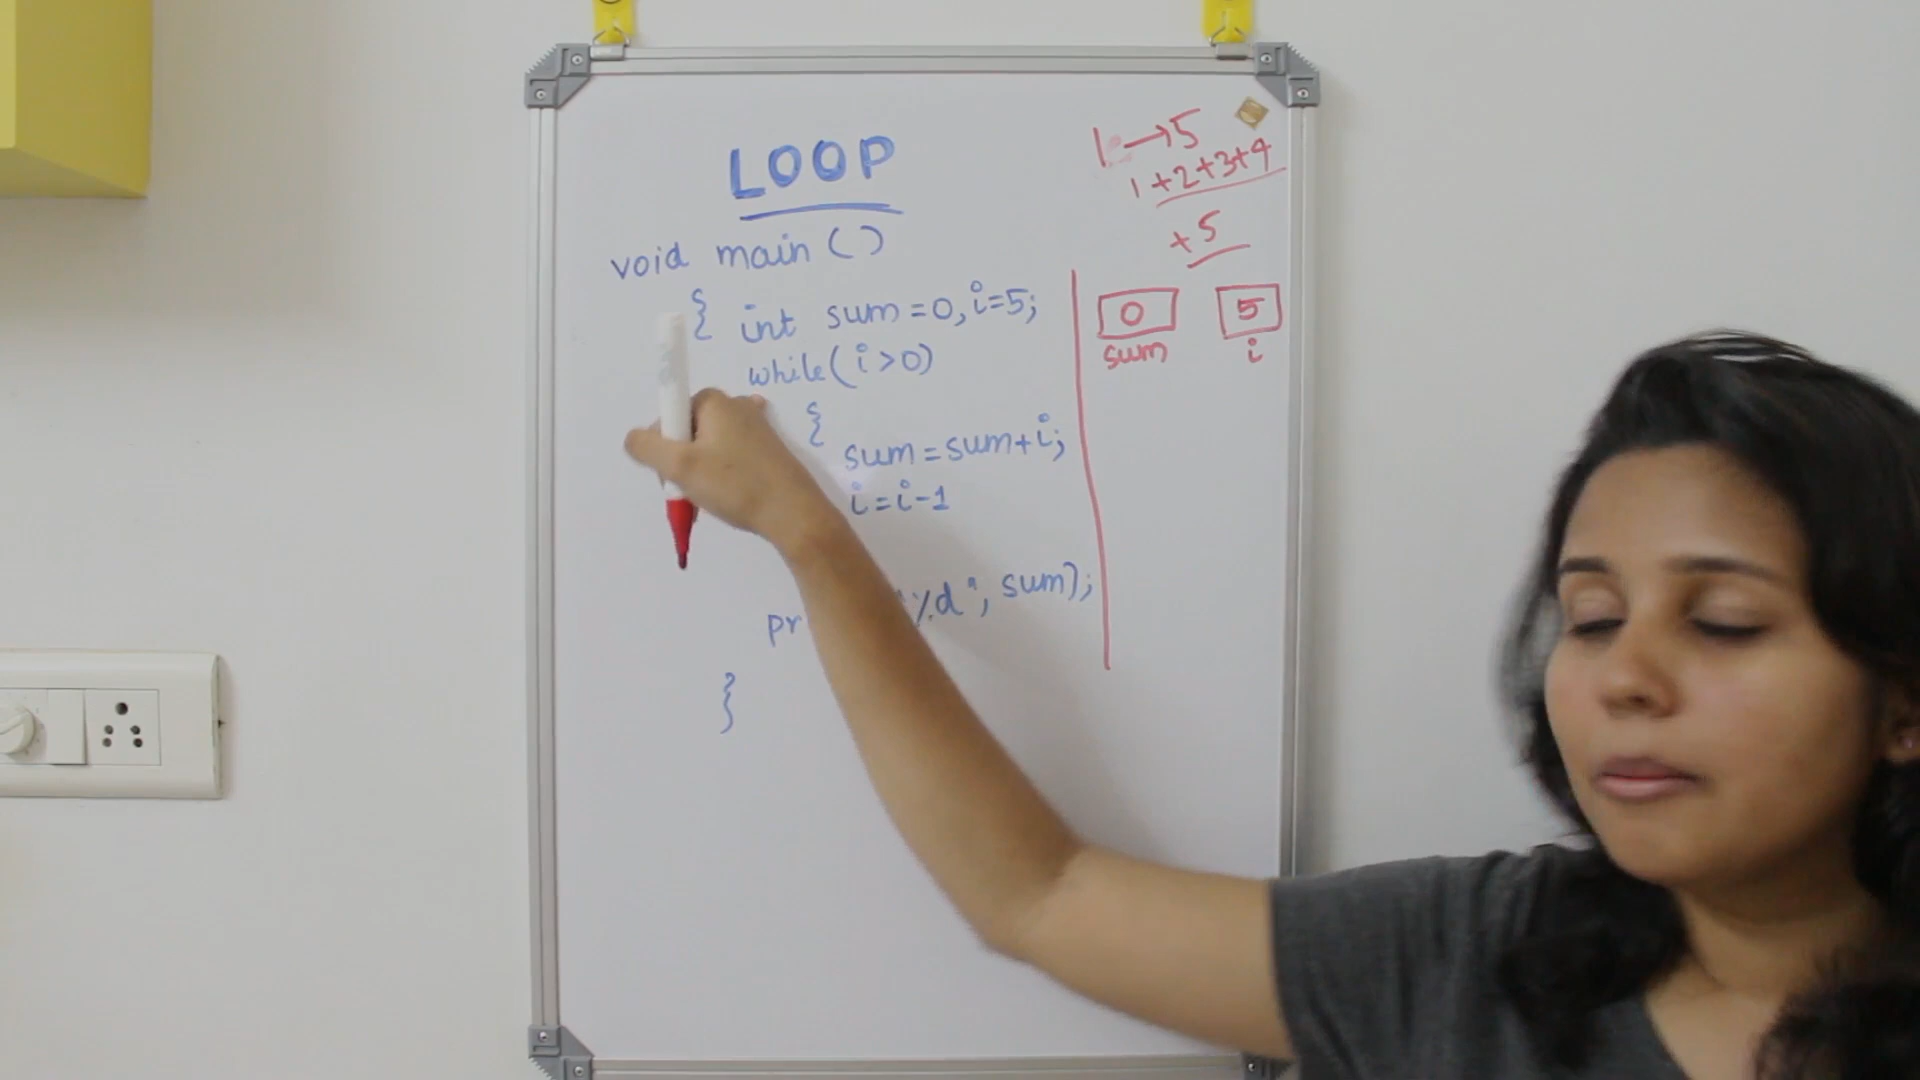 LOOP
void main ()
{ int sum = 0, i=5;
while( i > 0)
{
sum = sum + i;
i = i - 1
%d", sum);
}
1 → 5
1 + 2 + 3 + 4
+ 5
0 5
sum i